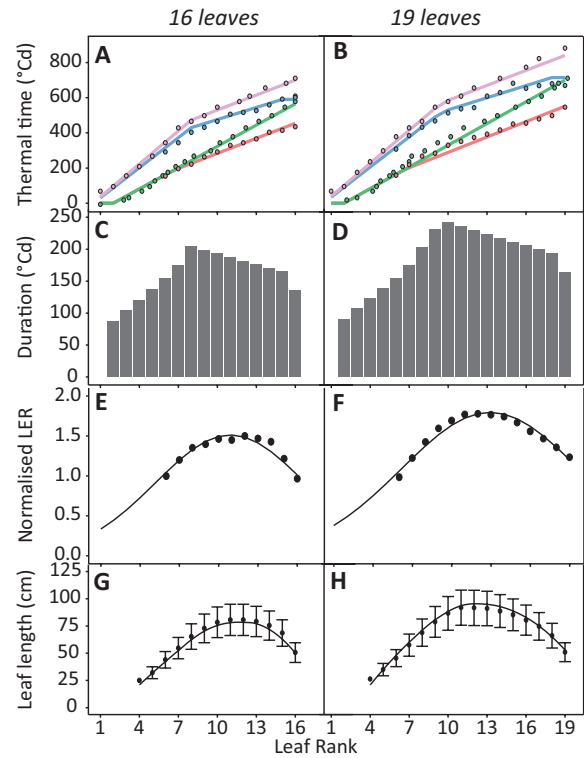 16 leaves 19 leaves
A B
Thermal time (°Cd)
800
600
400
200
0
C D
Duration (°Cd)
250
200
150
100
50
0
E F
Normalised LER
2.0
1.5
1.0
0.5
0.0
G H
Leaf length (cm)
125
100
75
50
25
0
1 4 7 10 13 16 1 4 7 10 13 16 19
Leaf Rank